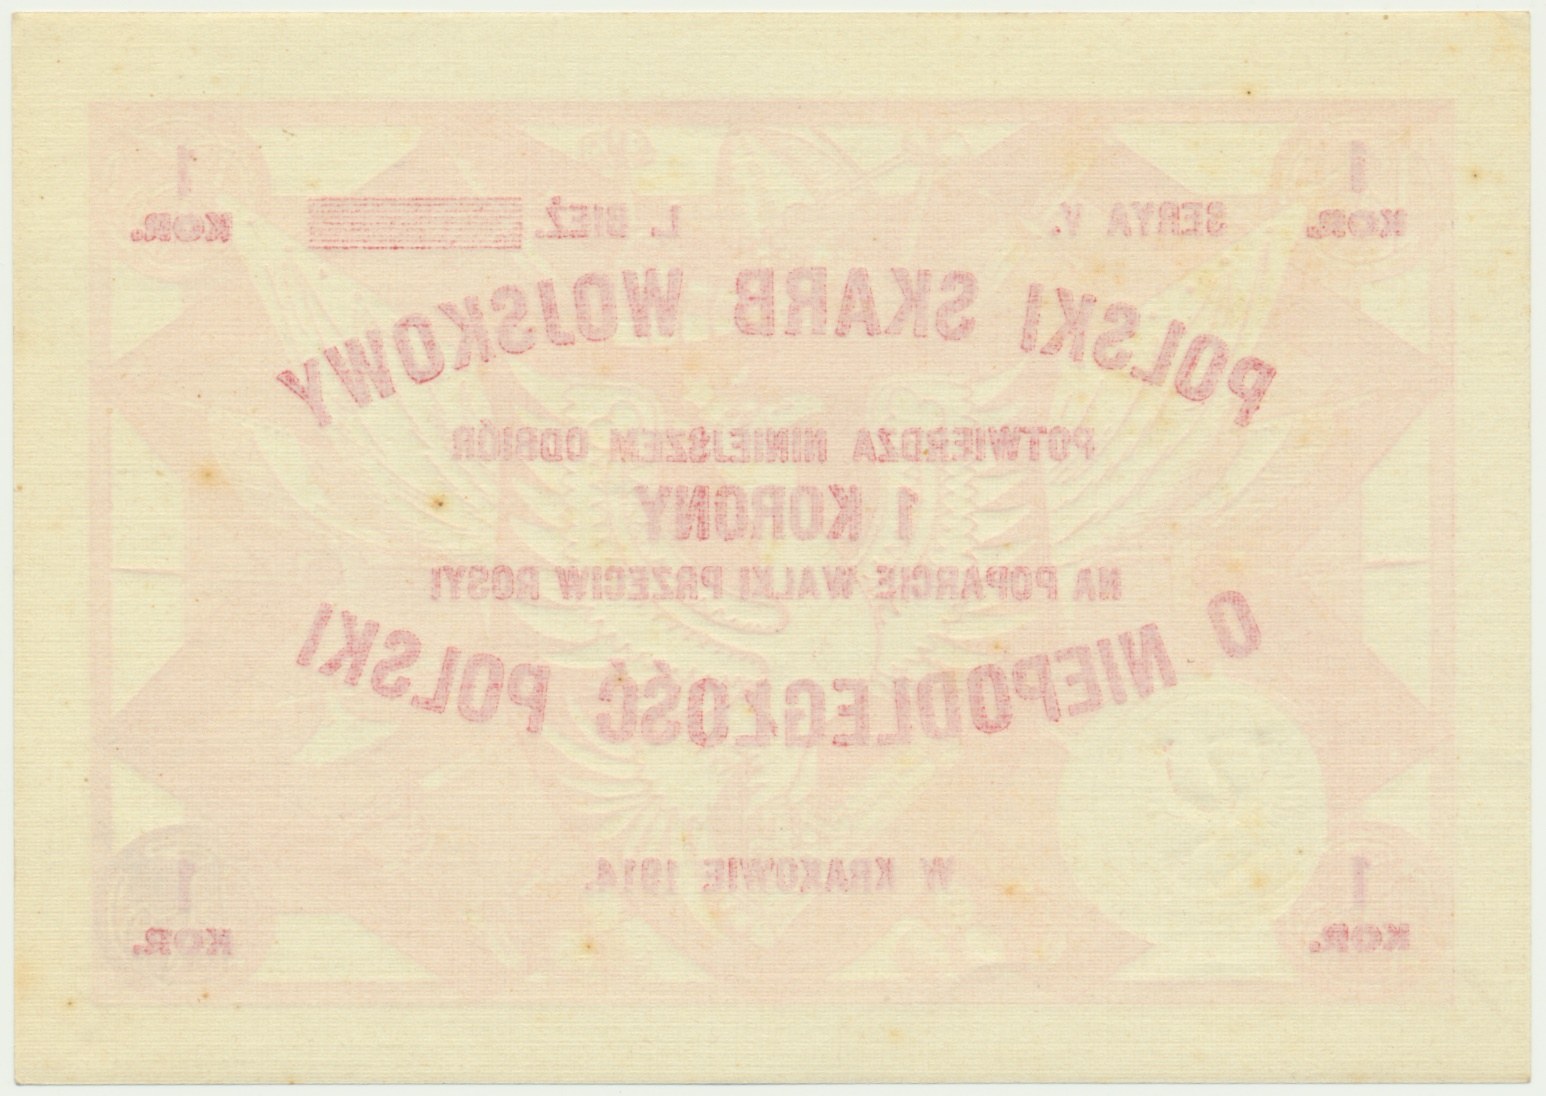 1 KOR.
SERYA V.
L. BIEŻ.
1 KOR.
POLSKI SKARB WOJSKOWY
POTWIERDZA NINIEJSZEM ODBIÓR
1 KORONY
NA POPARCIE WALKI PRZECIW ROSYI
O NIEPODLEGŁOŚĆ POLSKI
W KRAKOWIE 1914.
1 KOR.
1 KOR.